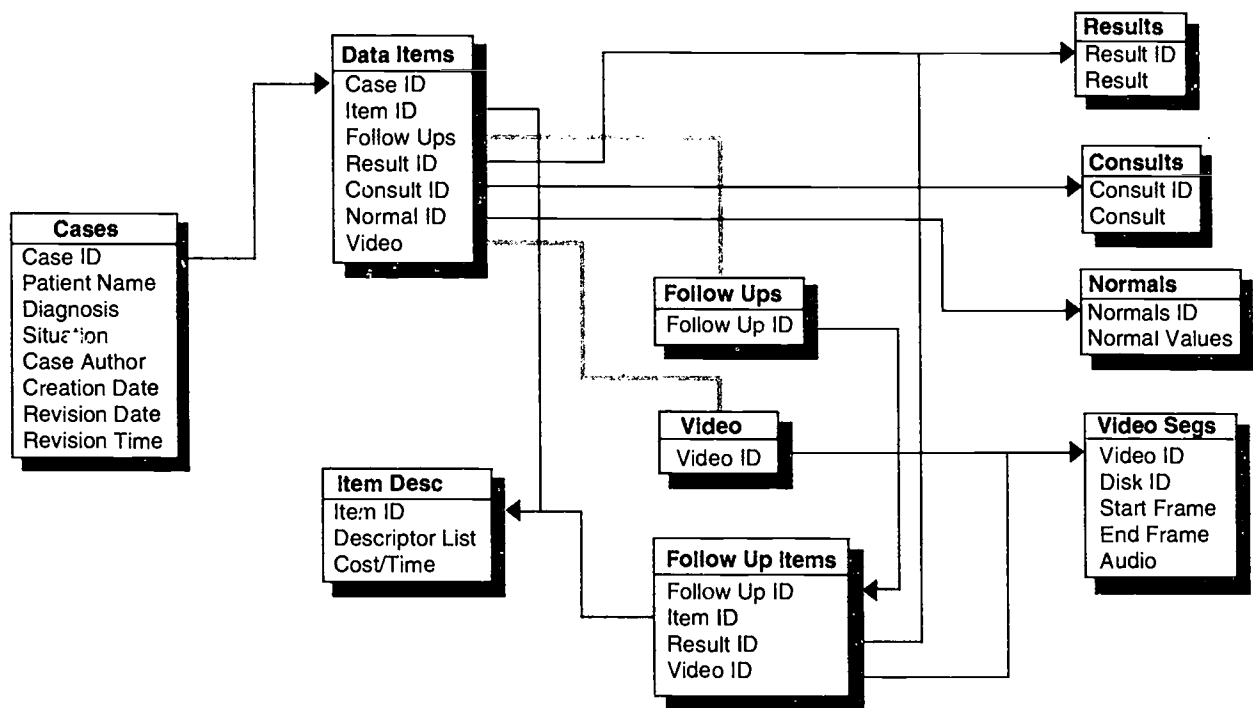 Cases
Case ID
Patient Name
Diagnosis
Situation
Case Author
Creation Date
Revision Date
Revision Time
Data Items
Case ID
Item ID
Follow Ups
Result ID
Consult ID
Normal ID
Video
Item Desc
Item ID
Descriptor List
Cost/Time
Follow Ups
Follow Up ID
Video
Video ID
Follow Up Items
Follow Up ID
Item ID
Result ID
Video ID
Results
Result ID
Result
Consults
Consult ID
Consult
Normals
Normals ID
Normal Values
Video Segs
Video ID
Disk ID
Start Frame
End Frame
Audio